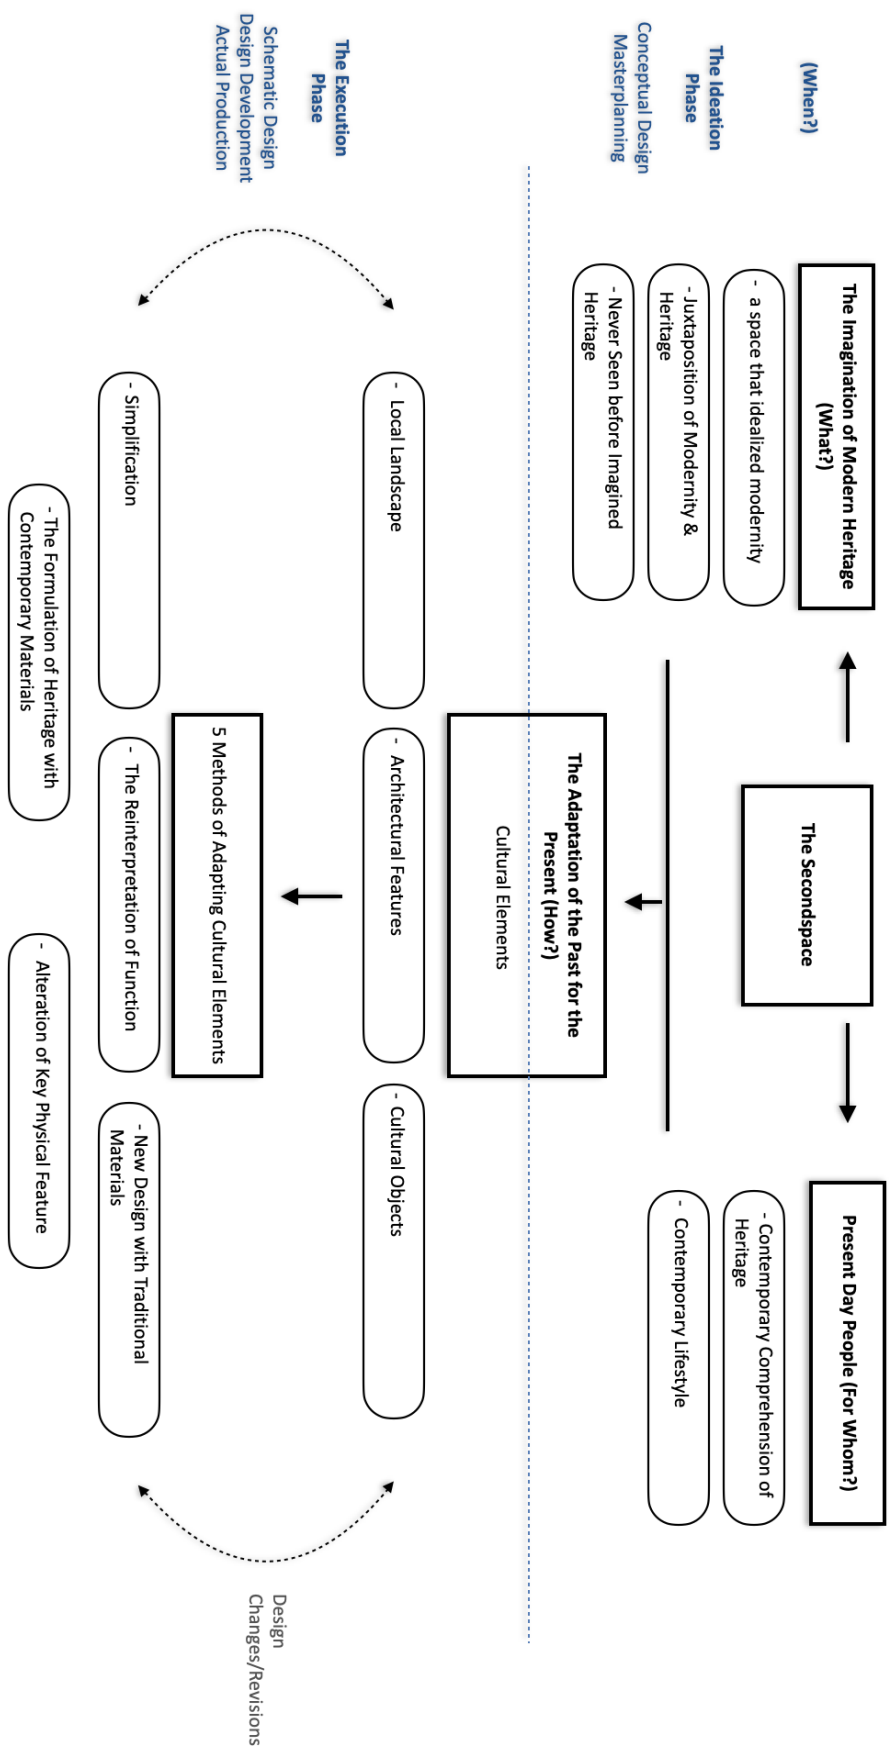 (When?)
The Ideation
Phase
Conceptual Design
Masterplanning
The Secondspace
The Imagination of Modern Heritage
(What?)
- a space that idealized modernity
- Juxtaposition of Modernity &
Heritage
- Never Seen before Imagined
Heritage
Present Day People (For Whom?)
- Contemporary Comprehension of
Heritage
- Contemporary Lifestyle
The Adaptation of the Past for the
Present (How?)
Cultural Elements
The Execution
Phase
Schematic Design
Design Development
Actual Production
- Local Landscape
- Architectural Features
- Cultural Objects
5 Methods of Adapting Cultural Elements
- Simplification
- The Reinterpretation of Function
- New Design with Traditional
Materials
- The Formulation of Heritage with
Contemporary Materials
- Alteration of Key Physical Feature
Design
Changes/Revisions